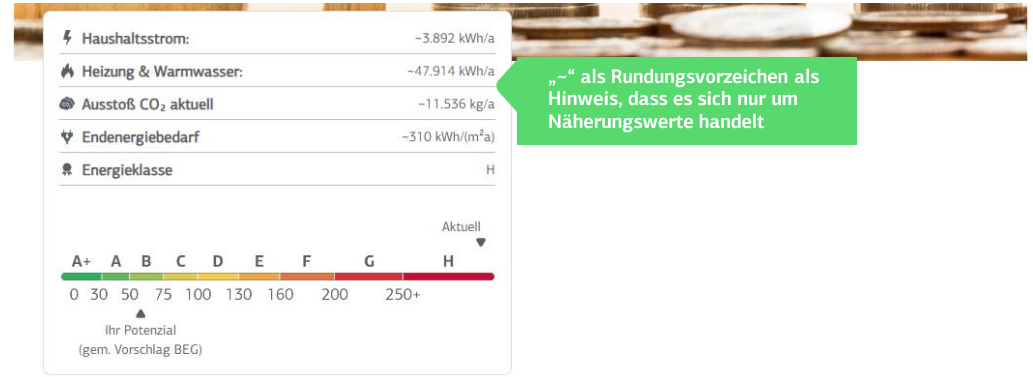 Haushaltsstrom: ~3.892 kWh/a
Heizung & Warmwasser: ~47.914 kWh/a
Ausstoß CO₂ aktuell ~11.536 kg/a
Endenergiebedarf ~310 kWh/(m²a)
Energieklasse H
„~“ als Rundungsvorzeichen als
Hinweis, dass es sich nur um
Näherungswerte handelt
Aktuell
A+ A B C D E F G H
0 30 50 75 100 130 160 200 250+
Ihr Potenzial
(gem. Vorschlag BEG)